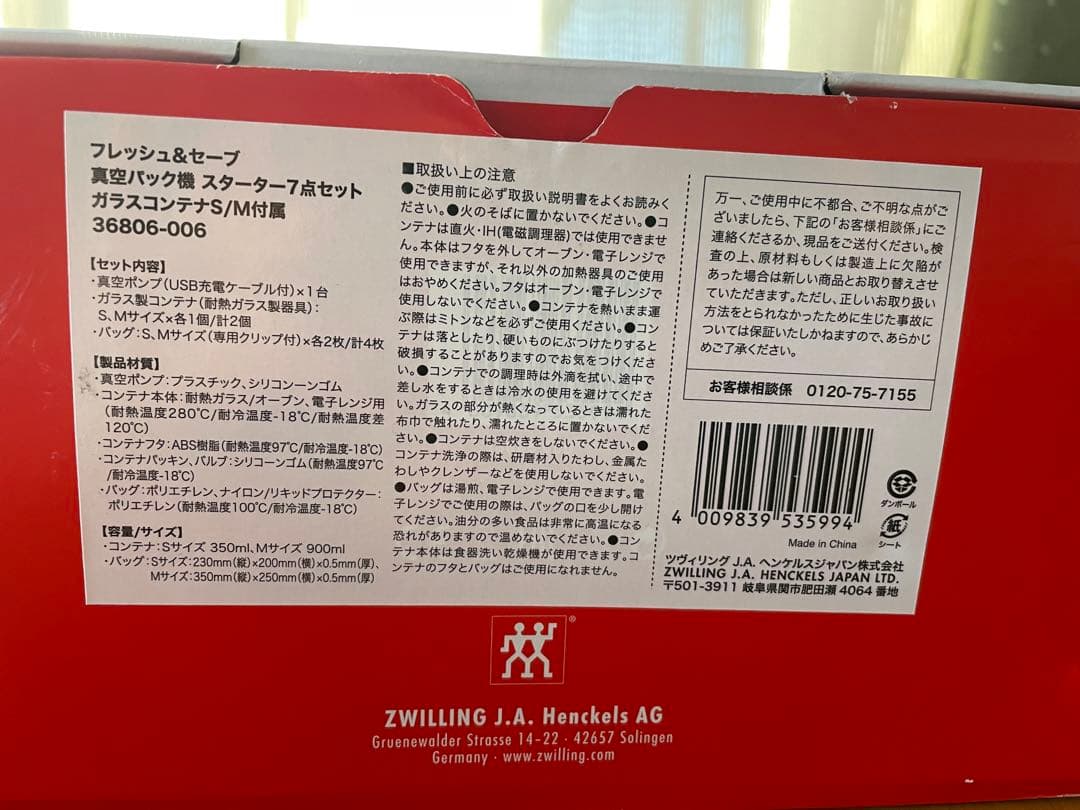 フレッシュ&セーブ
真空パック機 スターター7点セット
ガラスコンテナS/M付属
36806-006
【セット内容】
・真空ポンプ(USB充電ケーブル付)×1台
・ガラス製コンテナ(耐熱ガラス製器具):
S、Mサイズ×各1個/計2個
・バッグ:S、Mサイズ(専用クリップ付)×各2枚/計4枚
【製品材質】
・真空ポンプ:プラスチック、シリコンーンゴム
・コンテナ本体:耐熱ガラス/オーブン、電子レンジ用
(耐熱温度280℃/耐冷温度-18℃/耐熱温度差
120℃)
・コンテナフタ:ABS樹脂(耐熱温度97℃/耐冷温度-18℃)
・コンテナパッキン、バルブ:シリコーンゴム(耐熱温度97℃
/耐冷温度-18℃)
・バッグ:ポリエチレン、ナイロン/リキッドプロテクター:
ポリエチレン(耐熱温度100℃/耐冷温度-18℃)
【容量/サイズ】
・コンテナ:Sサイズ 350ml、Mサイズ 900ml
・バッグ:Sサイズ:230mm(縦)×200mm(横)×0.5mm(厚)、
Mサイズ:350mm(縦)×250mm(横)×0.5mm(厚)
■取扱い上の注意
●ご使用前に必ず取扱い説明書をよくお読みく
ださい。●火のそばに置かないでください。●コ
ンテナは直火・IH(電磁調理器)では使用できませ
ん。本体はフタを外してオーブン・電子レンジで
使用できますが、それ以外の加熱器具のご使用
はおやめください。フタはオーブン・電子レンジで
使用しないでください。●コンテナを熱いまま運
ぶ際はミトンなどを必ずご使用ください。●コン
テナは落としたり、硬いものにぶつけたりすると
破損することがありますのでお気をつけくださ
い。●コンテナでの調理時は外滴を拭い、途中で
差し水をするときは冷水の使用を避けてくださ
い。ガラスの部分が熱くなっているときは濡れた
布巾で触れたり、濡れたところに置かないでくだ
さい。●コンテナは空炊きをしないでください。●
コンテナ洗浄の際は、研磨材入りたわし、金属た
わしやクレンザーなどを使用しないでください。
●バッグは湯煎、電子レンジで使用できます。電
子レンジでご使用の際は、バッグの口を少し開け
てください。油分の多い食品は非常に高温になる
恐れがありますので温めないでください。●コン
テナ本体は食器洗い乾燥機が使用できます。コ
ンテナのフタとバッグはご使用になれません。
万一、ご使用中に不都合、ご不明な点がご
ざいましたら、下記の「お客様相談係」にご
連絡くださるか、現品をご送付ください。検
査の上、原材料もしくは製造上に欠陥が
あった場合は新しい商品とお取り替えさせ
ていただきます。ただし、正しいお取り扱い
方法をとられなかったために生じた事故に
ついては保証いたしかねますので、あらかじ
めご了承ください。
お客様相談係 0120-75-7155
4 009839 535994
ダンボール
紙
シート
Made in China
ツヴィリング J.A. ヘンケルスジャパン株式会社
ZWILLING J.A. HENCKELS JAPAN LTD.
〒501-3911 岐阜県関市肥田瀬 4064 番地
®
ZWILLING J.A. Henckels AG
Gruenewalder Strasse 14-22 · 42657 Solingen
Germany · www.zwilling.com